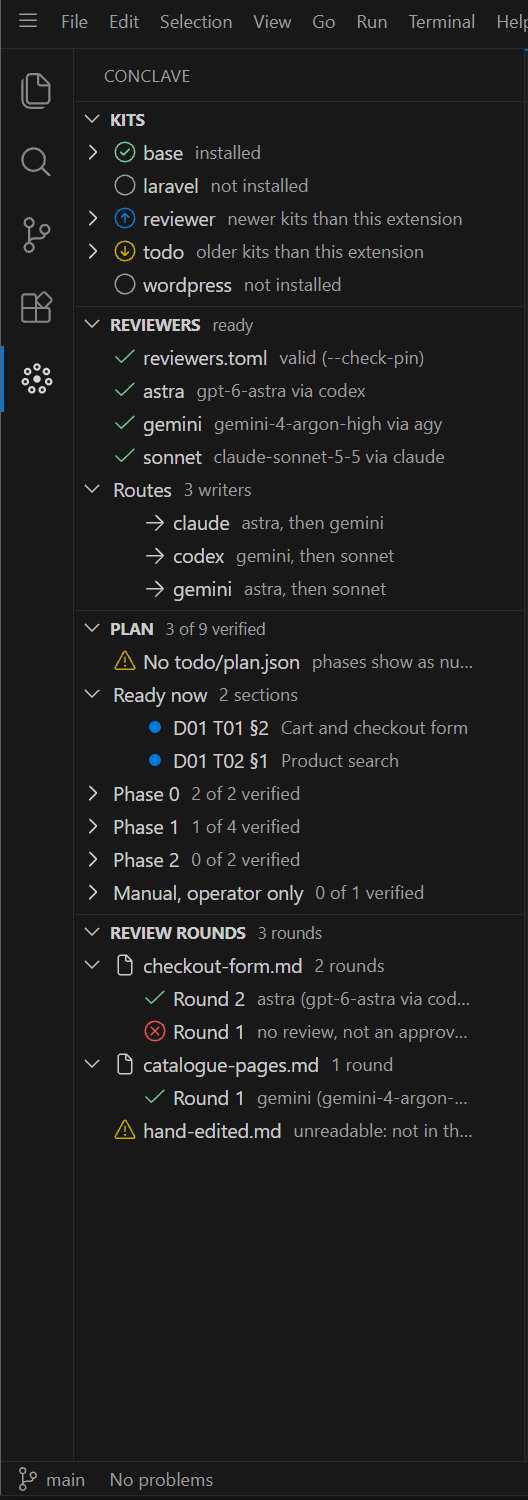 File Edit Selection View Go Run Terminal Help
CONCLAVE
KITS
base installed
laravel not installed
reviewer newer kits than this extension
todo older kits than this extension
wordpress not installed
REVIEWERS ready
reviewers.toml valid (--check-pin)
astra gpt-6-astra via codex
gemini gemini-4-argon-high via agy
sonnet claude-sonnet-5-5 via claude
Routes 3 writers
claude astra, then gemini
codex gemini, then sonnet
gemini astra, then sonnet
PLAN 3 of 9 verified
No todo/plan.json phases show as nu...
Ready now 2 sections
D01 T01 §2 Cart and checkout form
D01 T02 §1 Product search
Phase 0 2 of 2 verified
Phase 1 1 of 4 verified
Phase 2 0 of 2 verified
Manual, operator only 0 of 1 verified
REVIEW ROUNDS 3 rounds
checkout-form.md 2 rounds
Round 2 astra (gpt-6-astra via cod...
Round 1 no review, not an approv...
catalogue-pages.md 1 round
Round 1 gemini (gemini-4-argon-...
hand-edited.md unreadable: not in th...
main No problems